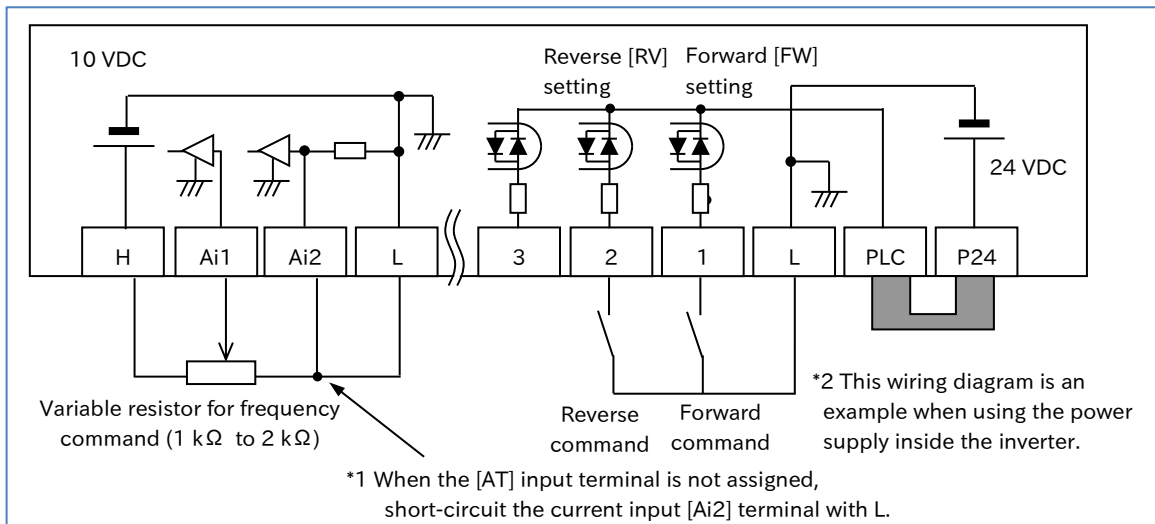 10 VDC
Reverse [RV]
setting
Forward [FW]
setting
24 VDC
H
Ai1
Ai2
L
3
2
1
L
PLC
P24
Variable resistor for frequency
command (1 kΩ to 2 kΩ)
Reverse
command
Forward
command
*2 This wiring diagram is an
example when using the power
supply inside the inverter.
*1 When the [AT] input terminal is not assigned,
short-circuit the current input [Ai2] terminal with L.